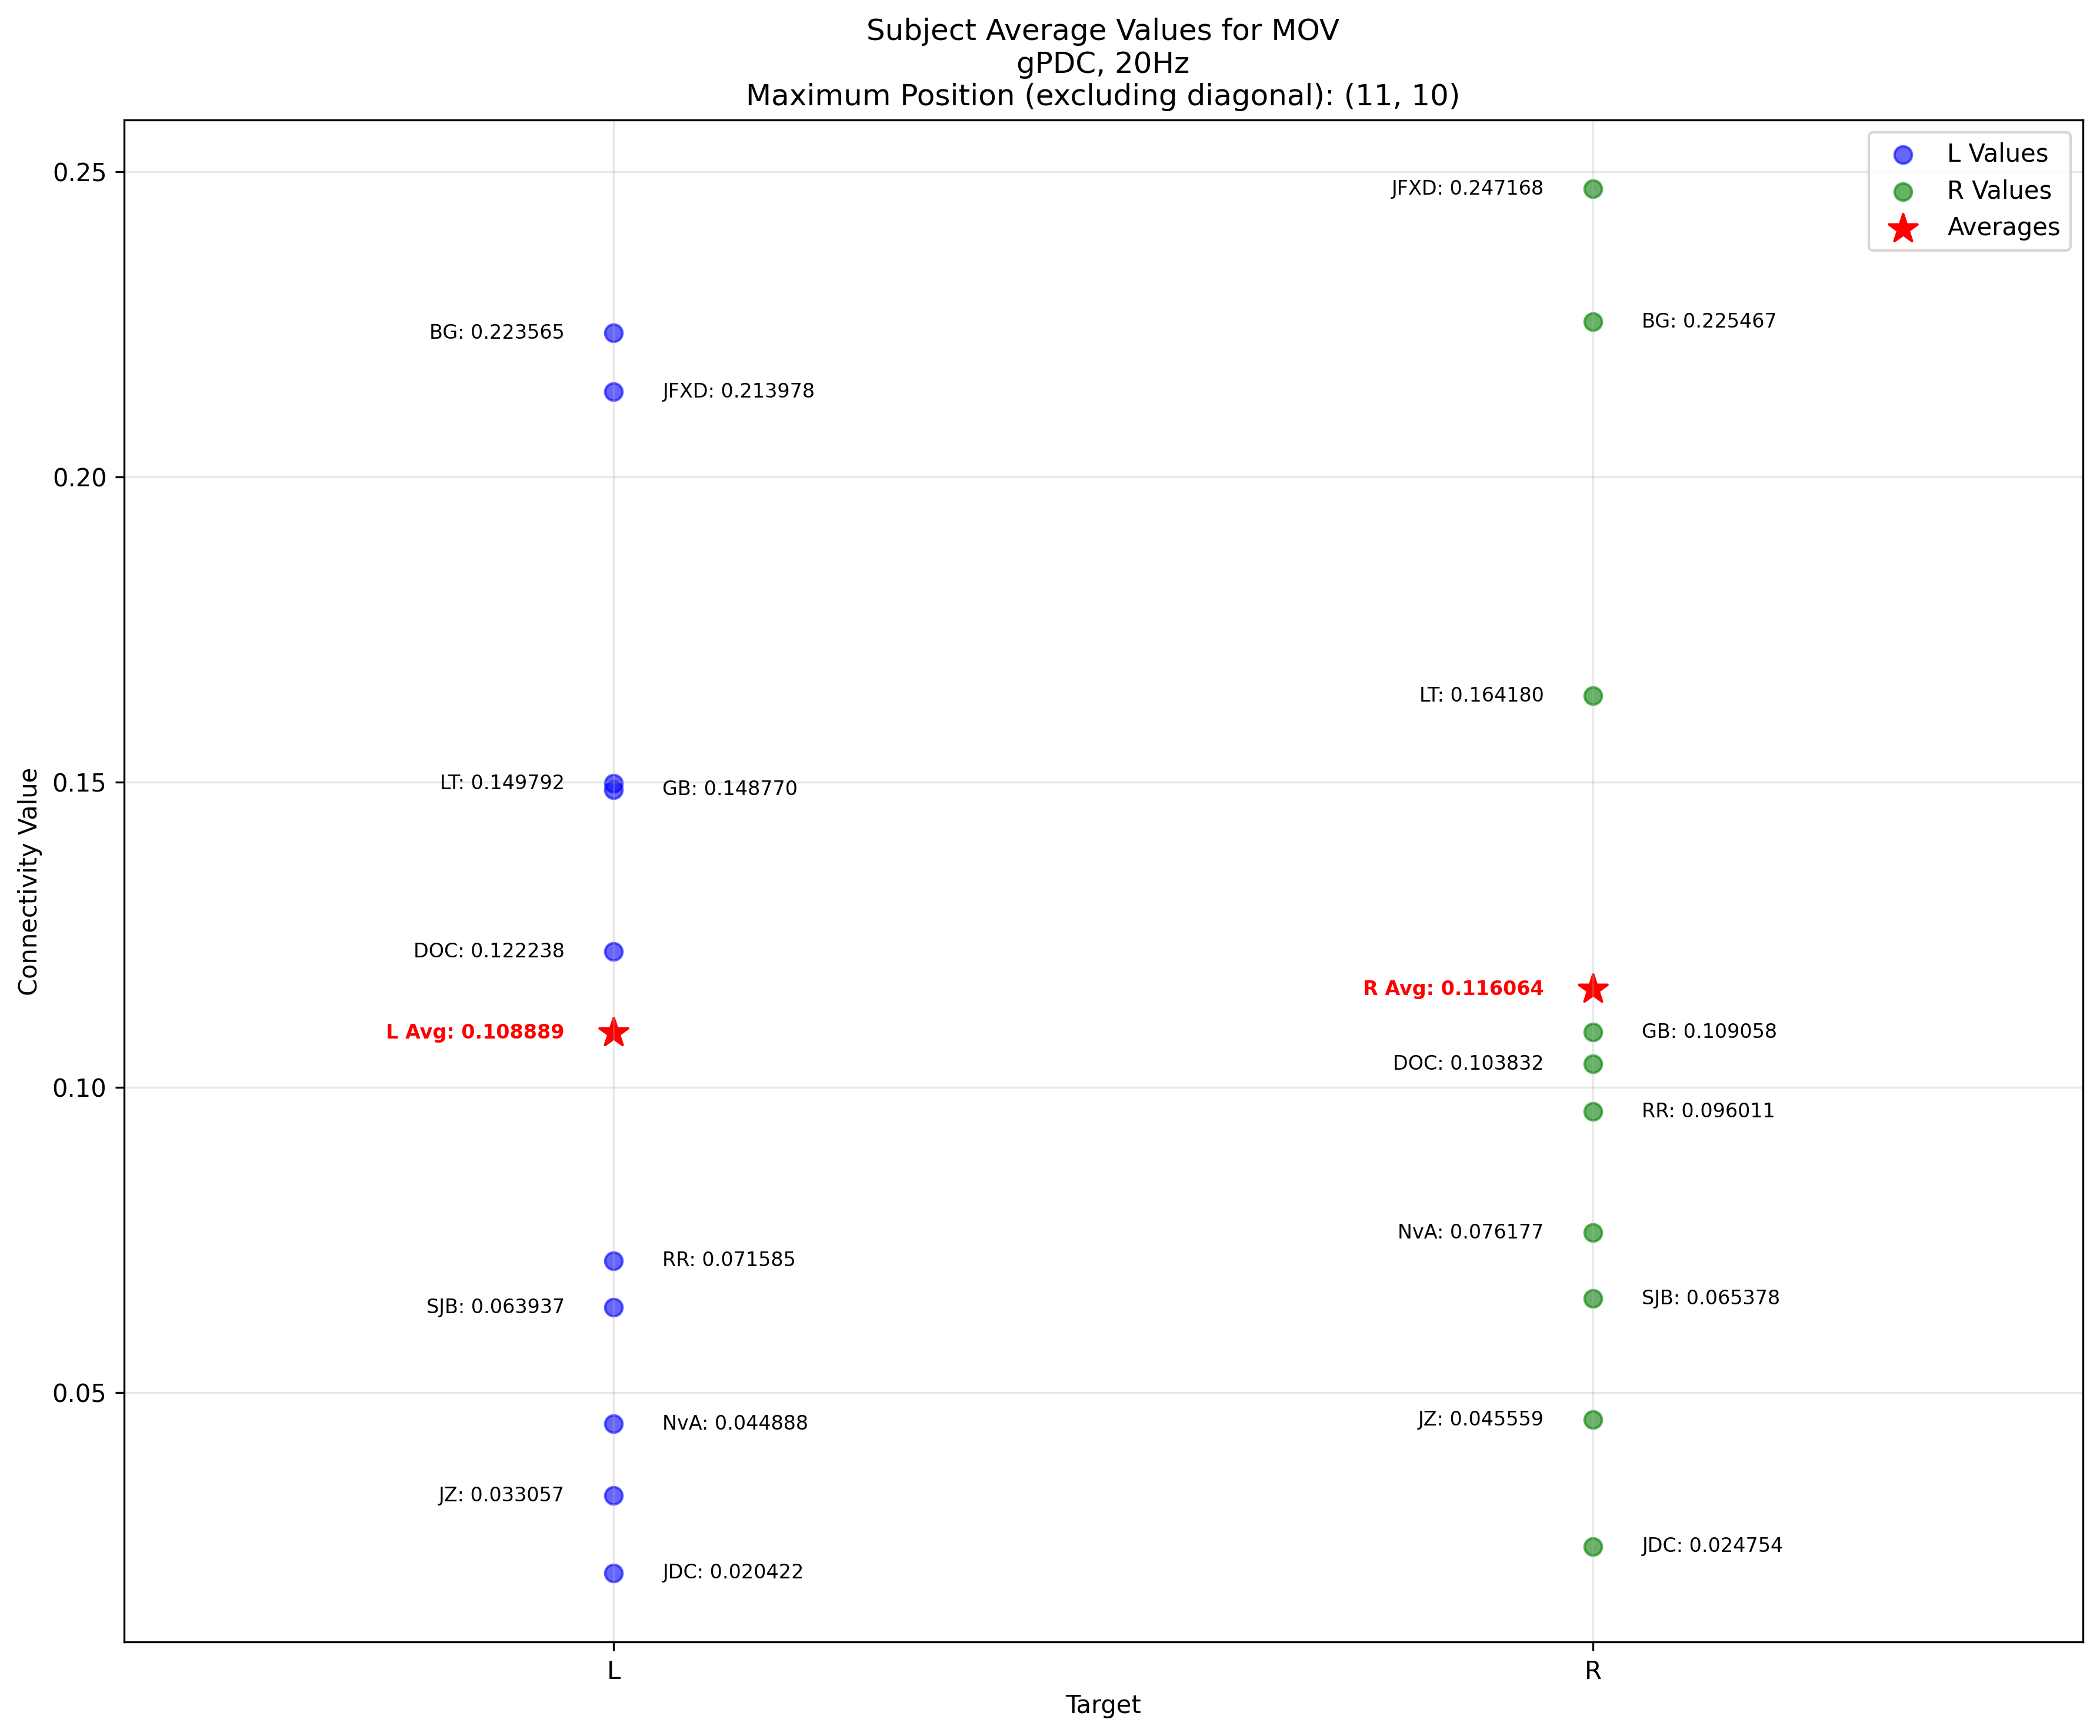 Subject Average Values for MOV
gPDC, 20Hz
Maximum Position (excluding diagonal): (11, 10)
L Values
R Values
Averages
Connectivity Value
0.25
0.20
0.15
0.10
0.05
BG: 0.223565
JFXD: 0.213978
LT: 0.149792
GB: 0.148770
DOC: 0.122238
L Avg: 0.108889
RR: 0.071585
SJB: 0.063937
NvA: 0.044888
JZ: 0.033057
JDC: 0.020422
JFXD: 0.247168
BG: 0.225467
LT: 0.164180
R Avg: 0.116064
GB: 0.109058
DOC: 0.103832
RR: 0.096011
NvA: 0.076177
SJB: 0.065378
JZ: 0.045559
JDC: 0.024754
L
R
Target